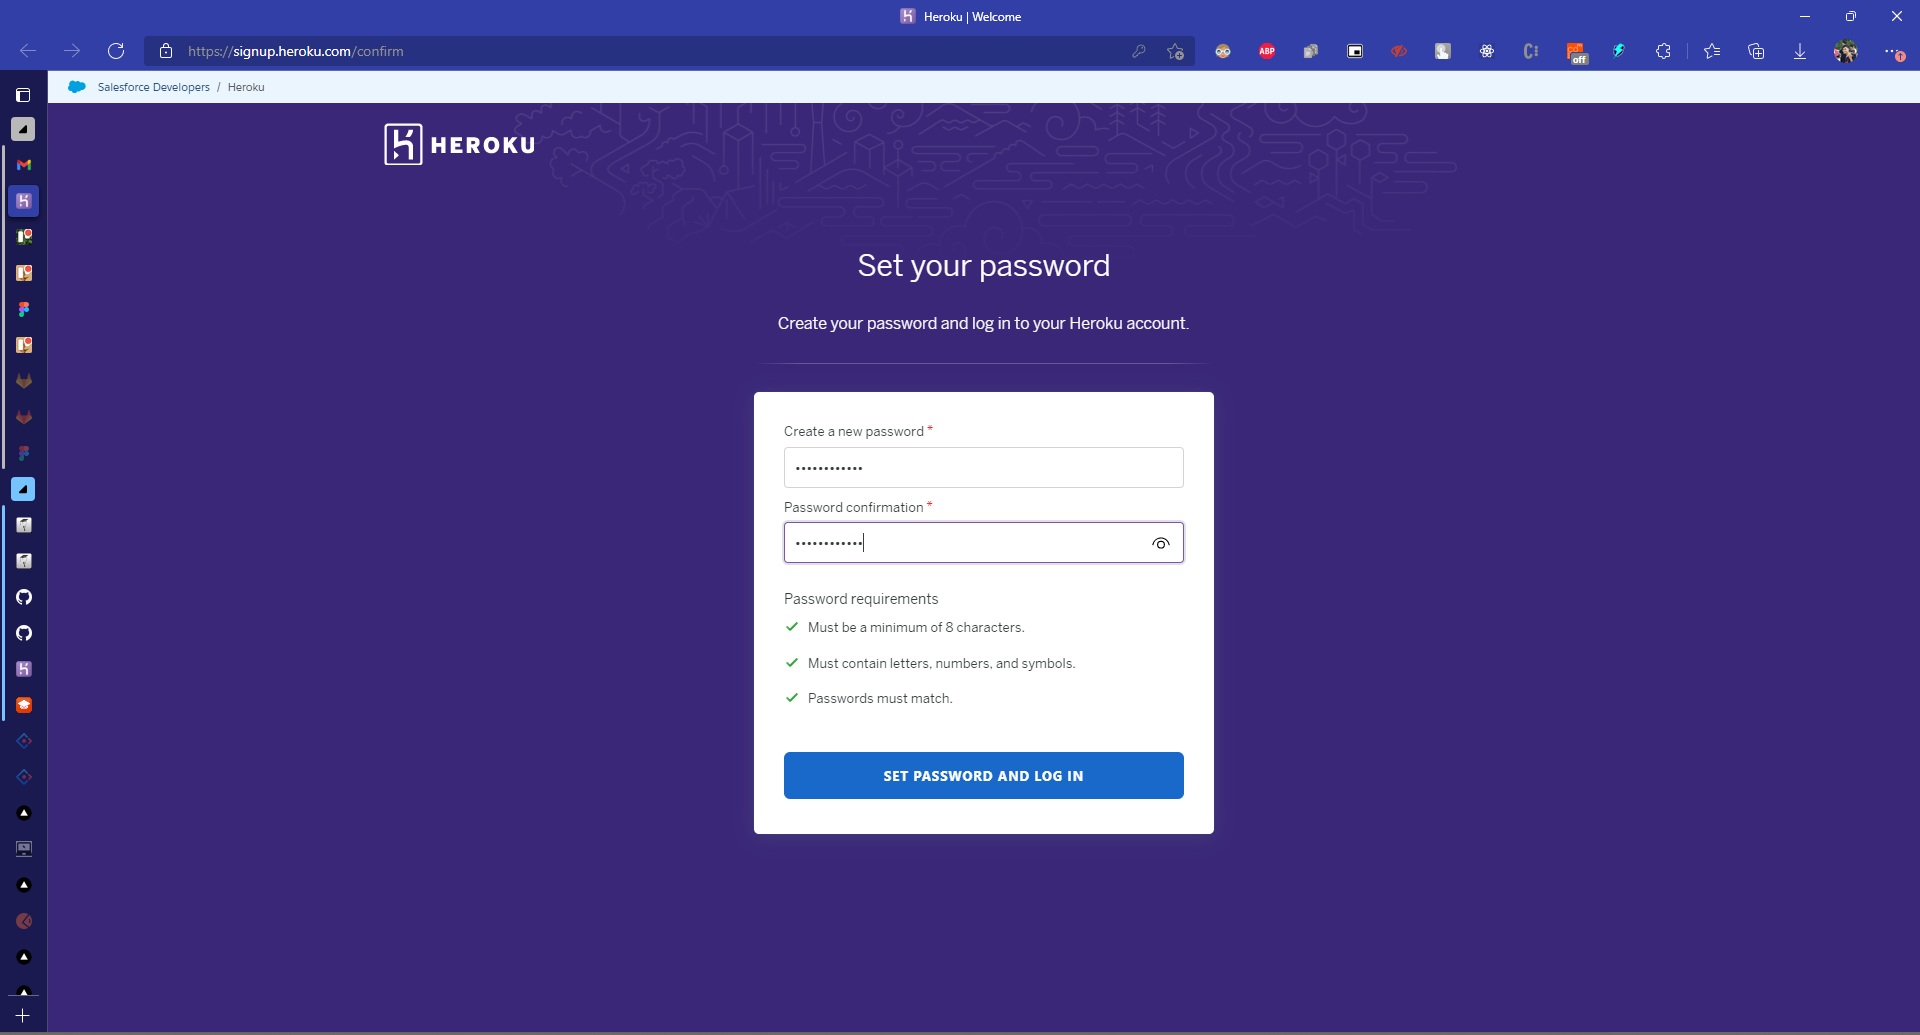 Heroku | Welcome
https://signup.heroku.com/confirm
ABP
off
Salesforce Developers / Heroku
HEROKU
Set your password
Create your password and log in to your Heroku account.
Create a new password *
••••••••••••
Password confirmation *
••••••••••••
Password requirements
Must be a minimum of 8 characters.
Must contain letters, numbers, and symbols.
Passwords must match.
SET PASSWORD AND LOG IN